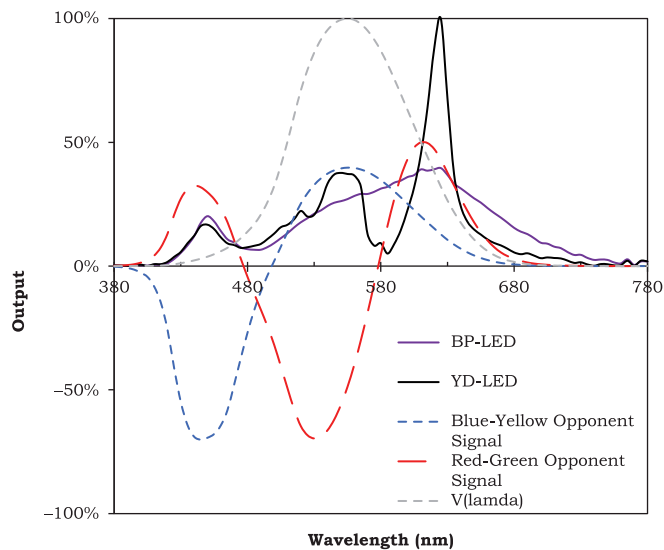 100%
50%
0%
−50%
−100%
380
480
580
680
780
Output
Wavelength (nm)
BP-LED
YD-LED
Blue-Yellow Opponent
Signal
Red-Green Opponent
Signal
V(lamda)